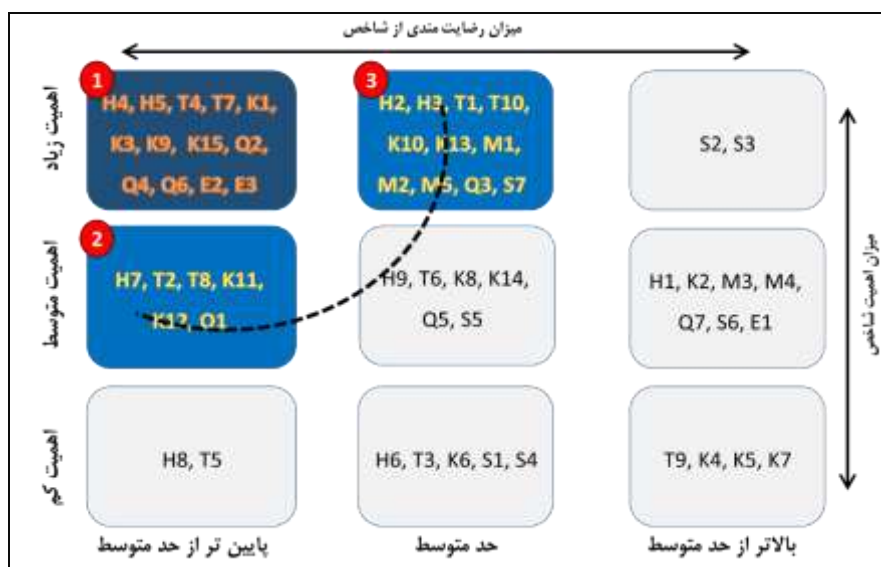 میزان رضایت مندی از شاخص
1
3
اهمیت زیاد
H4, H5, T4, T7, K1,
K3, K9, K15, Q2,
Q4, Q6, E2, E3
H2, H3, T1, T10,
K10, K13, M1,
M2, M5, Q3, S7
S2, S3
2
اهمیت متوسط
H7, T2, T8, K11,
K12, Q1
H9, T6, K8, K14,
Q5, S5
H1, K2, M3, M4,
Q7, S6, E1
میزان اهمیت شاخص
اهمیت کم
H8, T5
H6, T3, K6, S1, S4
T9, K4, K5, K7
پایین تر از حد متوسط
حد متوسط
بالاتر از حد متوسط